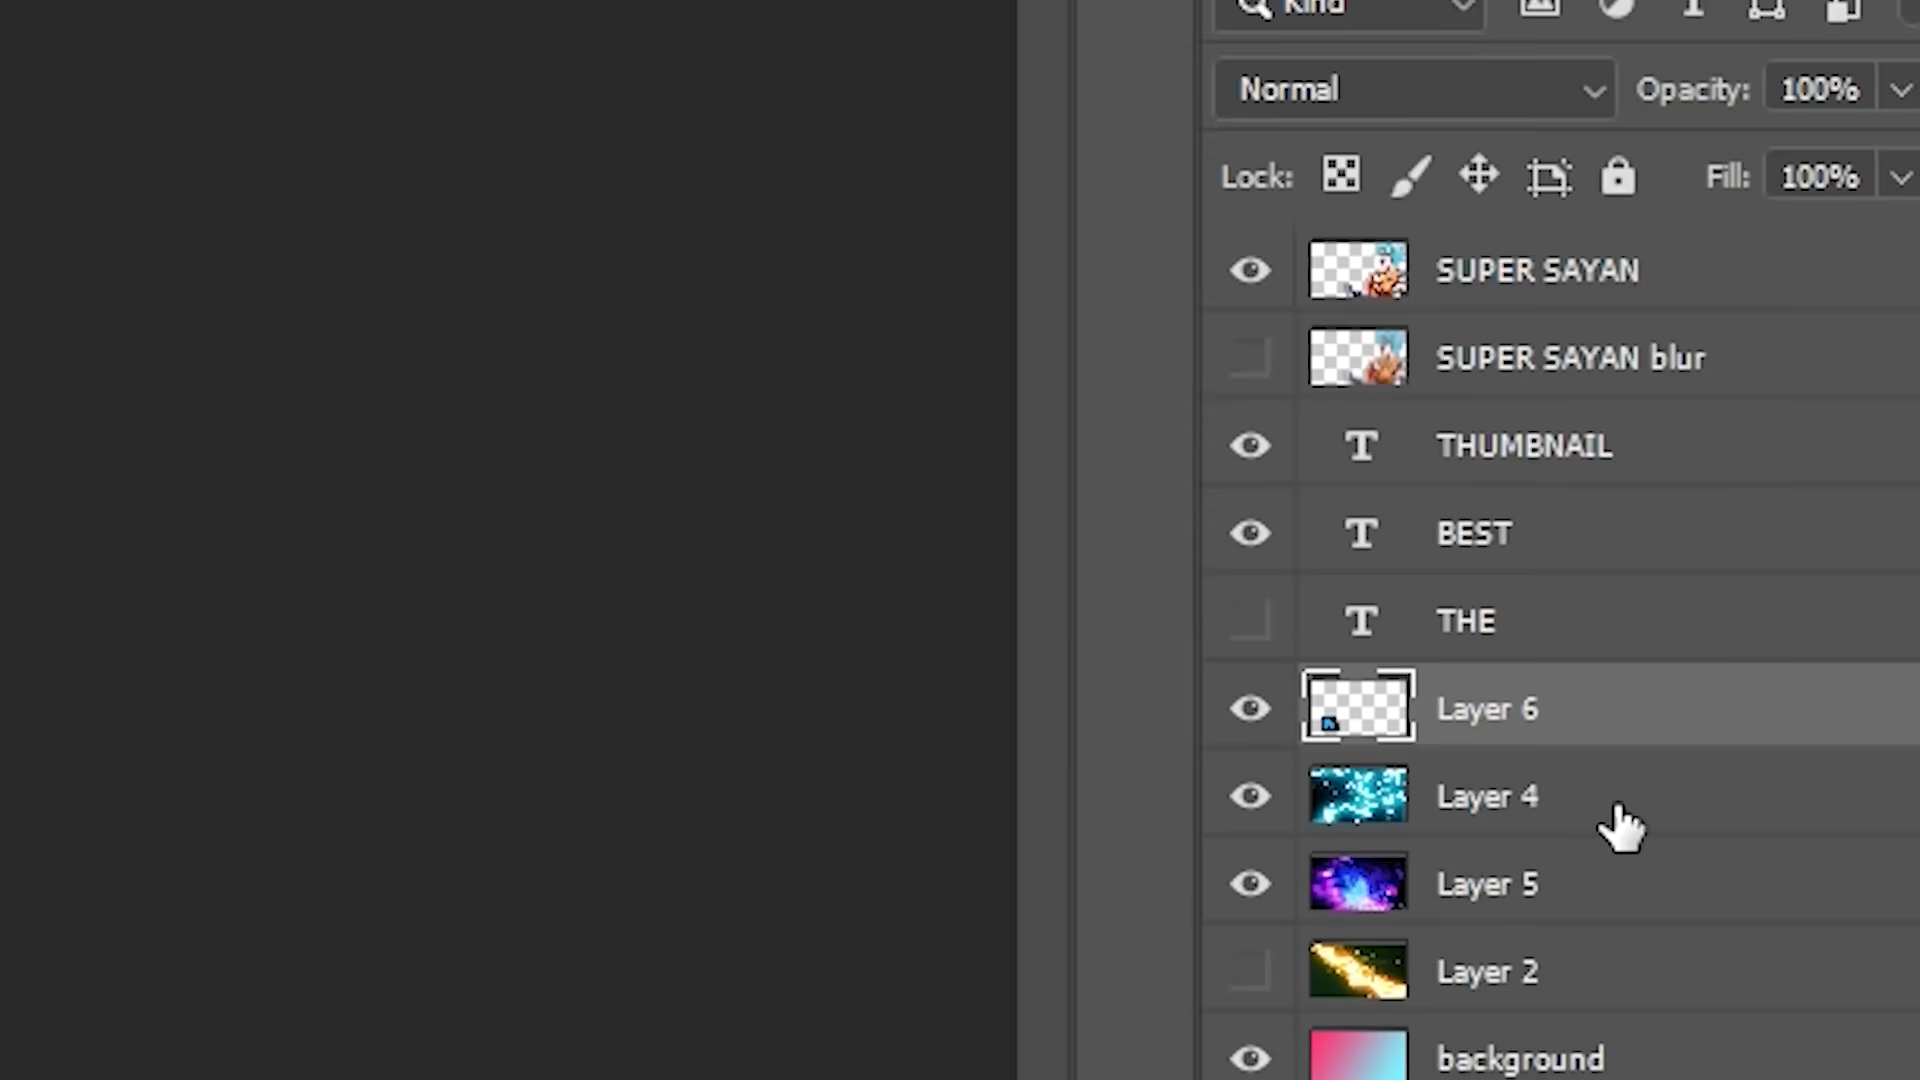 Kind
Normal Opacity: 100%
Lock: Fill: 100%
SUPER SAYAN
SUPER SAYAN blur
T THUMBNAIL
T BEST
T THE
Layer 6
Layer 4
Layer 5
Layer 2
background